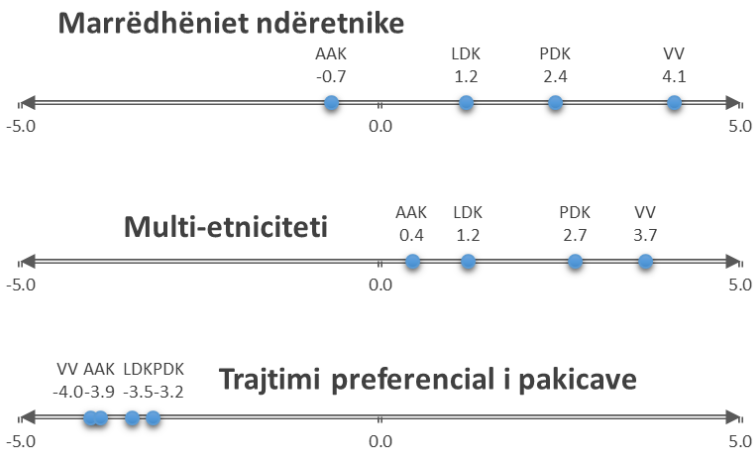 Marrëdhëniet ndëretnike
AAK LDK PDK VV
-0.7 1.2 2.4 4.1
-5.0 0.0 5.0
Multi-etniciteti
AAK LDK PDK VV
0.4 1.2 2.7 3.7
-5.0 0.0 5.0
Trajtimi preferencial i pakicave
VV AAK LDK PDK
-4.0 -3.9 -3.5 -3.2
-5.0 0.0 5.0